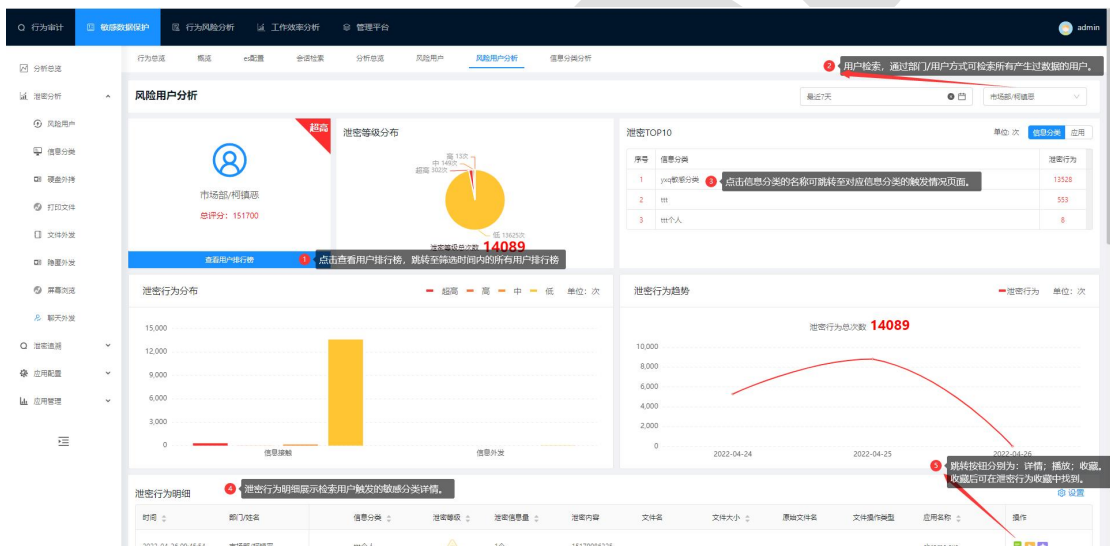 行为审计 敏感数据保护 行为风险分析 工作效率分析 管理平台 admin
行为总览 概览 es配置 会话检索 分析总览 风险用户 风险用户分析 信息分类分析
2 用户检索，通过部门/用户方式可检索所有产生过数据的用户。
分析总览
泄密分析
风险用户
信息分类
硬盘外拷
打印文件
文件外发
隐匿外发
屏幕浏览
聊天外发
泄密追溯
应用配置
应用管理
风险用户分析 最近7天 市场部/柯镇恶
超高
市场部/柯镇恶
总评分：151700
查看用户排行榜
1 点击查看用户排行榜，跳转至筛选时间内的所有用户排行榜
泄密等级分布
高 13次
中 149次
超高 302次
低 13625次
泄密等级总次数 14089
泄密TOP10 单位: 次 信息分类 应用
序号 信息分类 泄密行为
1 yxq敏感分类 13528
3 点击信息分类的名称可跳转至对应信息分类的触发情况页面。
2 ttt 553
3 ttt个人 8
泄密行为分布 超高 高 中 低 单位：次
15,000
12,000
9,000
6,000
3,000
0
信息接触 信息外发
泄密行为趋势 泄密行为 单位：次
泄密行为总次数 14089
10,000
8,000
6,000
4,000
2,000
0
2022-04-24 2022-04-25 2022-04-26
5 跳转按钮分别为：详情；播放；收藏。
收藏后可在泄密行为收藏中找到。
泄密行为明细
4 泄密行为明细展示检索用户触发的敏感分类详情。
设置
时间 部门/姓名 信息分类 泄密等级 泄密信息量 泄密内容 文件名 文件大小 原始文件名 文件操作类型 应用名称 操作